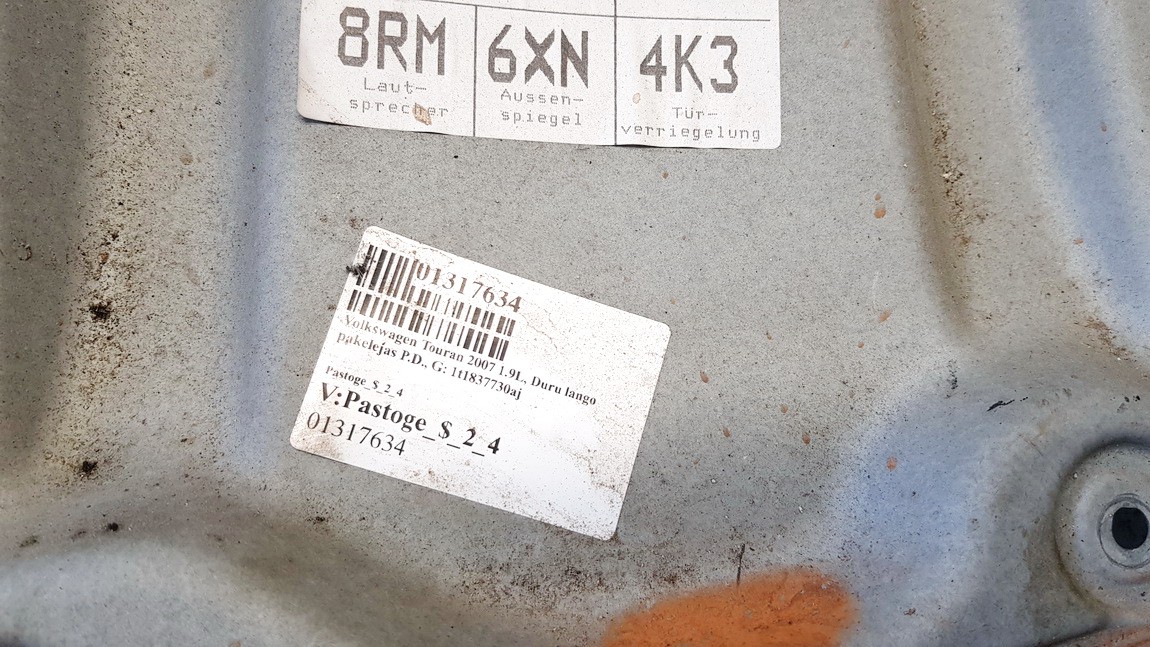 8RM 6XN 4K3
Laut- Aussen- Tür-
sprecher spiegel verriegelung
01317634
Volkswagen Touran 2007 1.9L, Duru lango
pakelejas P.D., G: 1t1837730aj
Pastoge_$_2_4
V:Pastoge_$_2_4
01317634